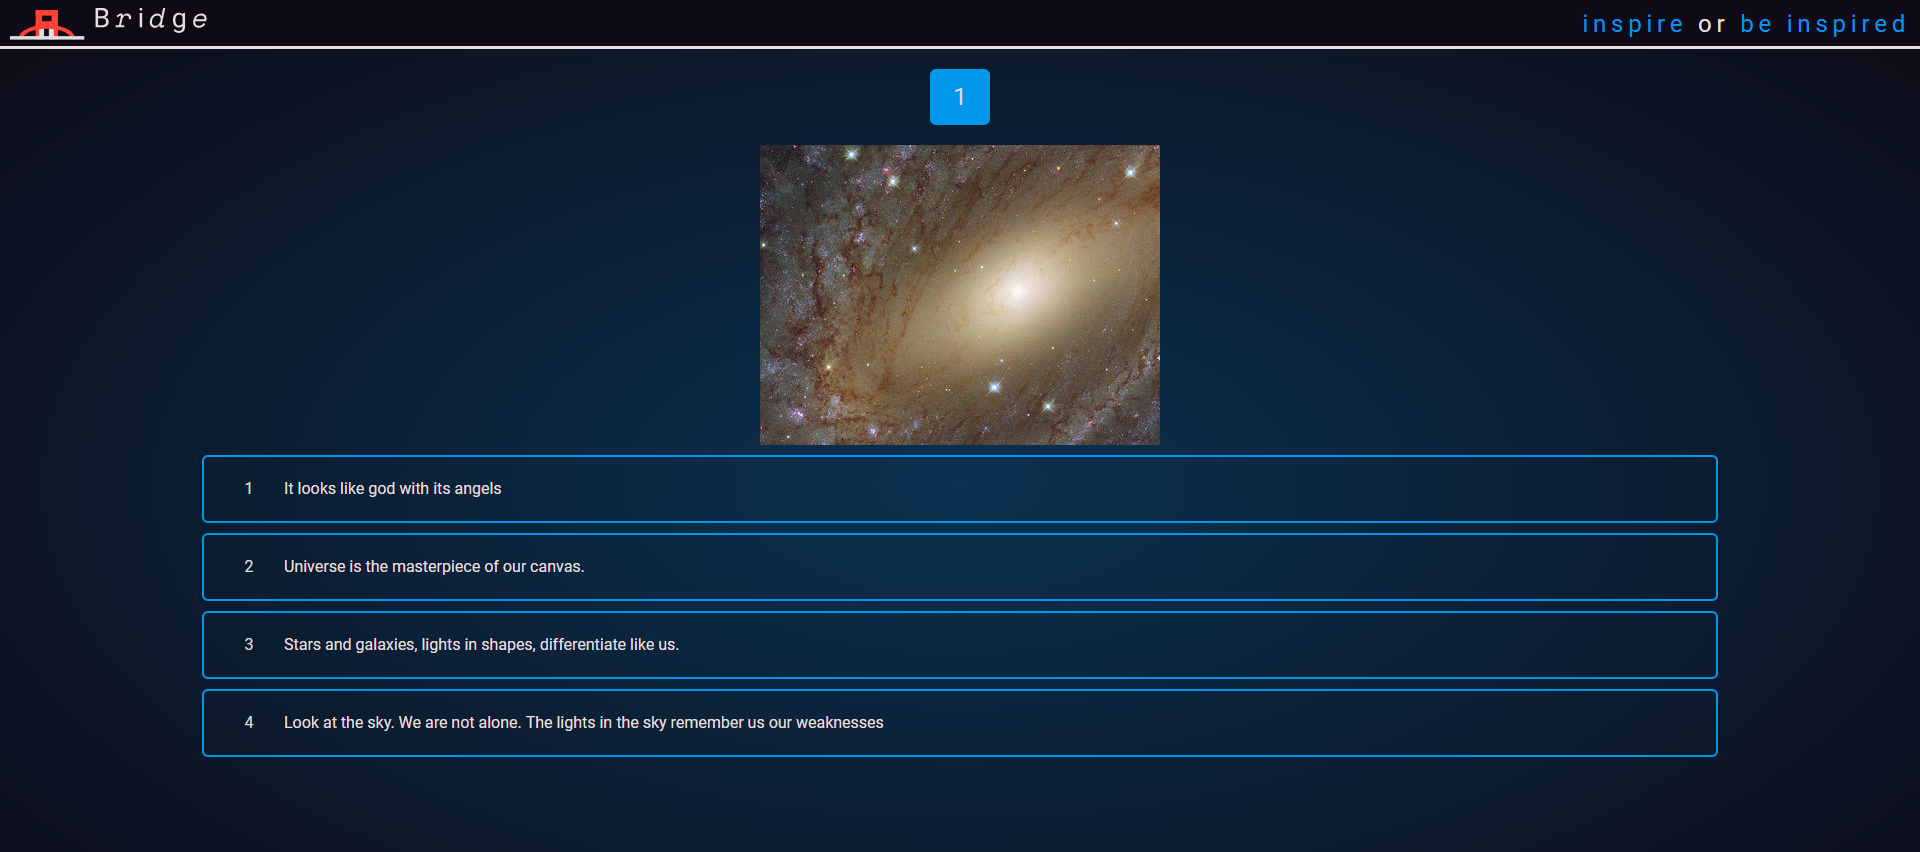 Bridge
inspire or be inspired
1
1 It looks like god with its angels
2 Universe is the masterpiece of our canvas.
3 Stars and galaxies, lights in shapes, differentiate like us.
4 Look at the sky. We are not alone. The lights in the sky remember us our weaknesses